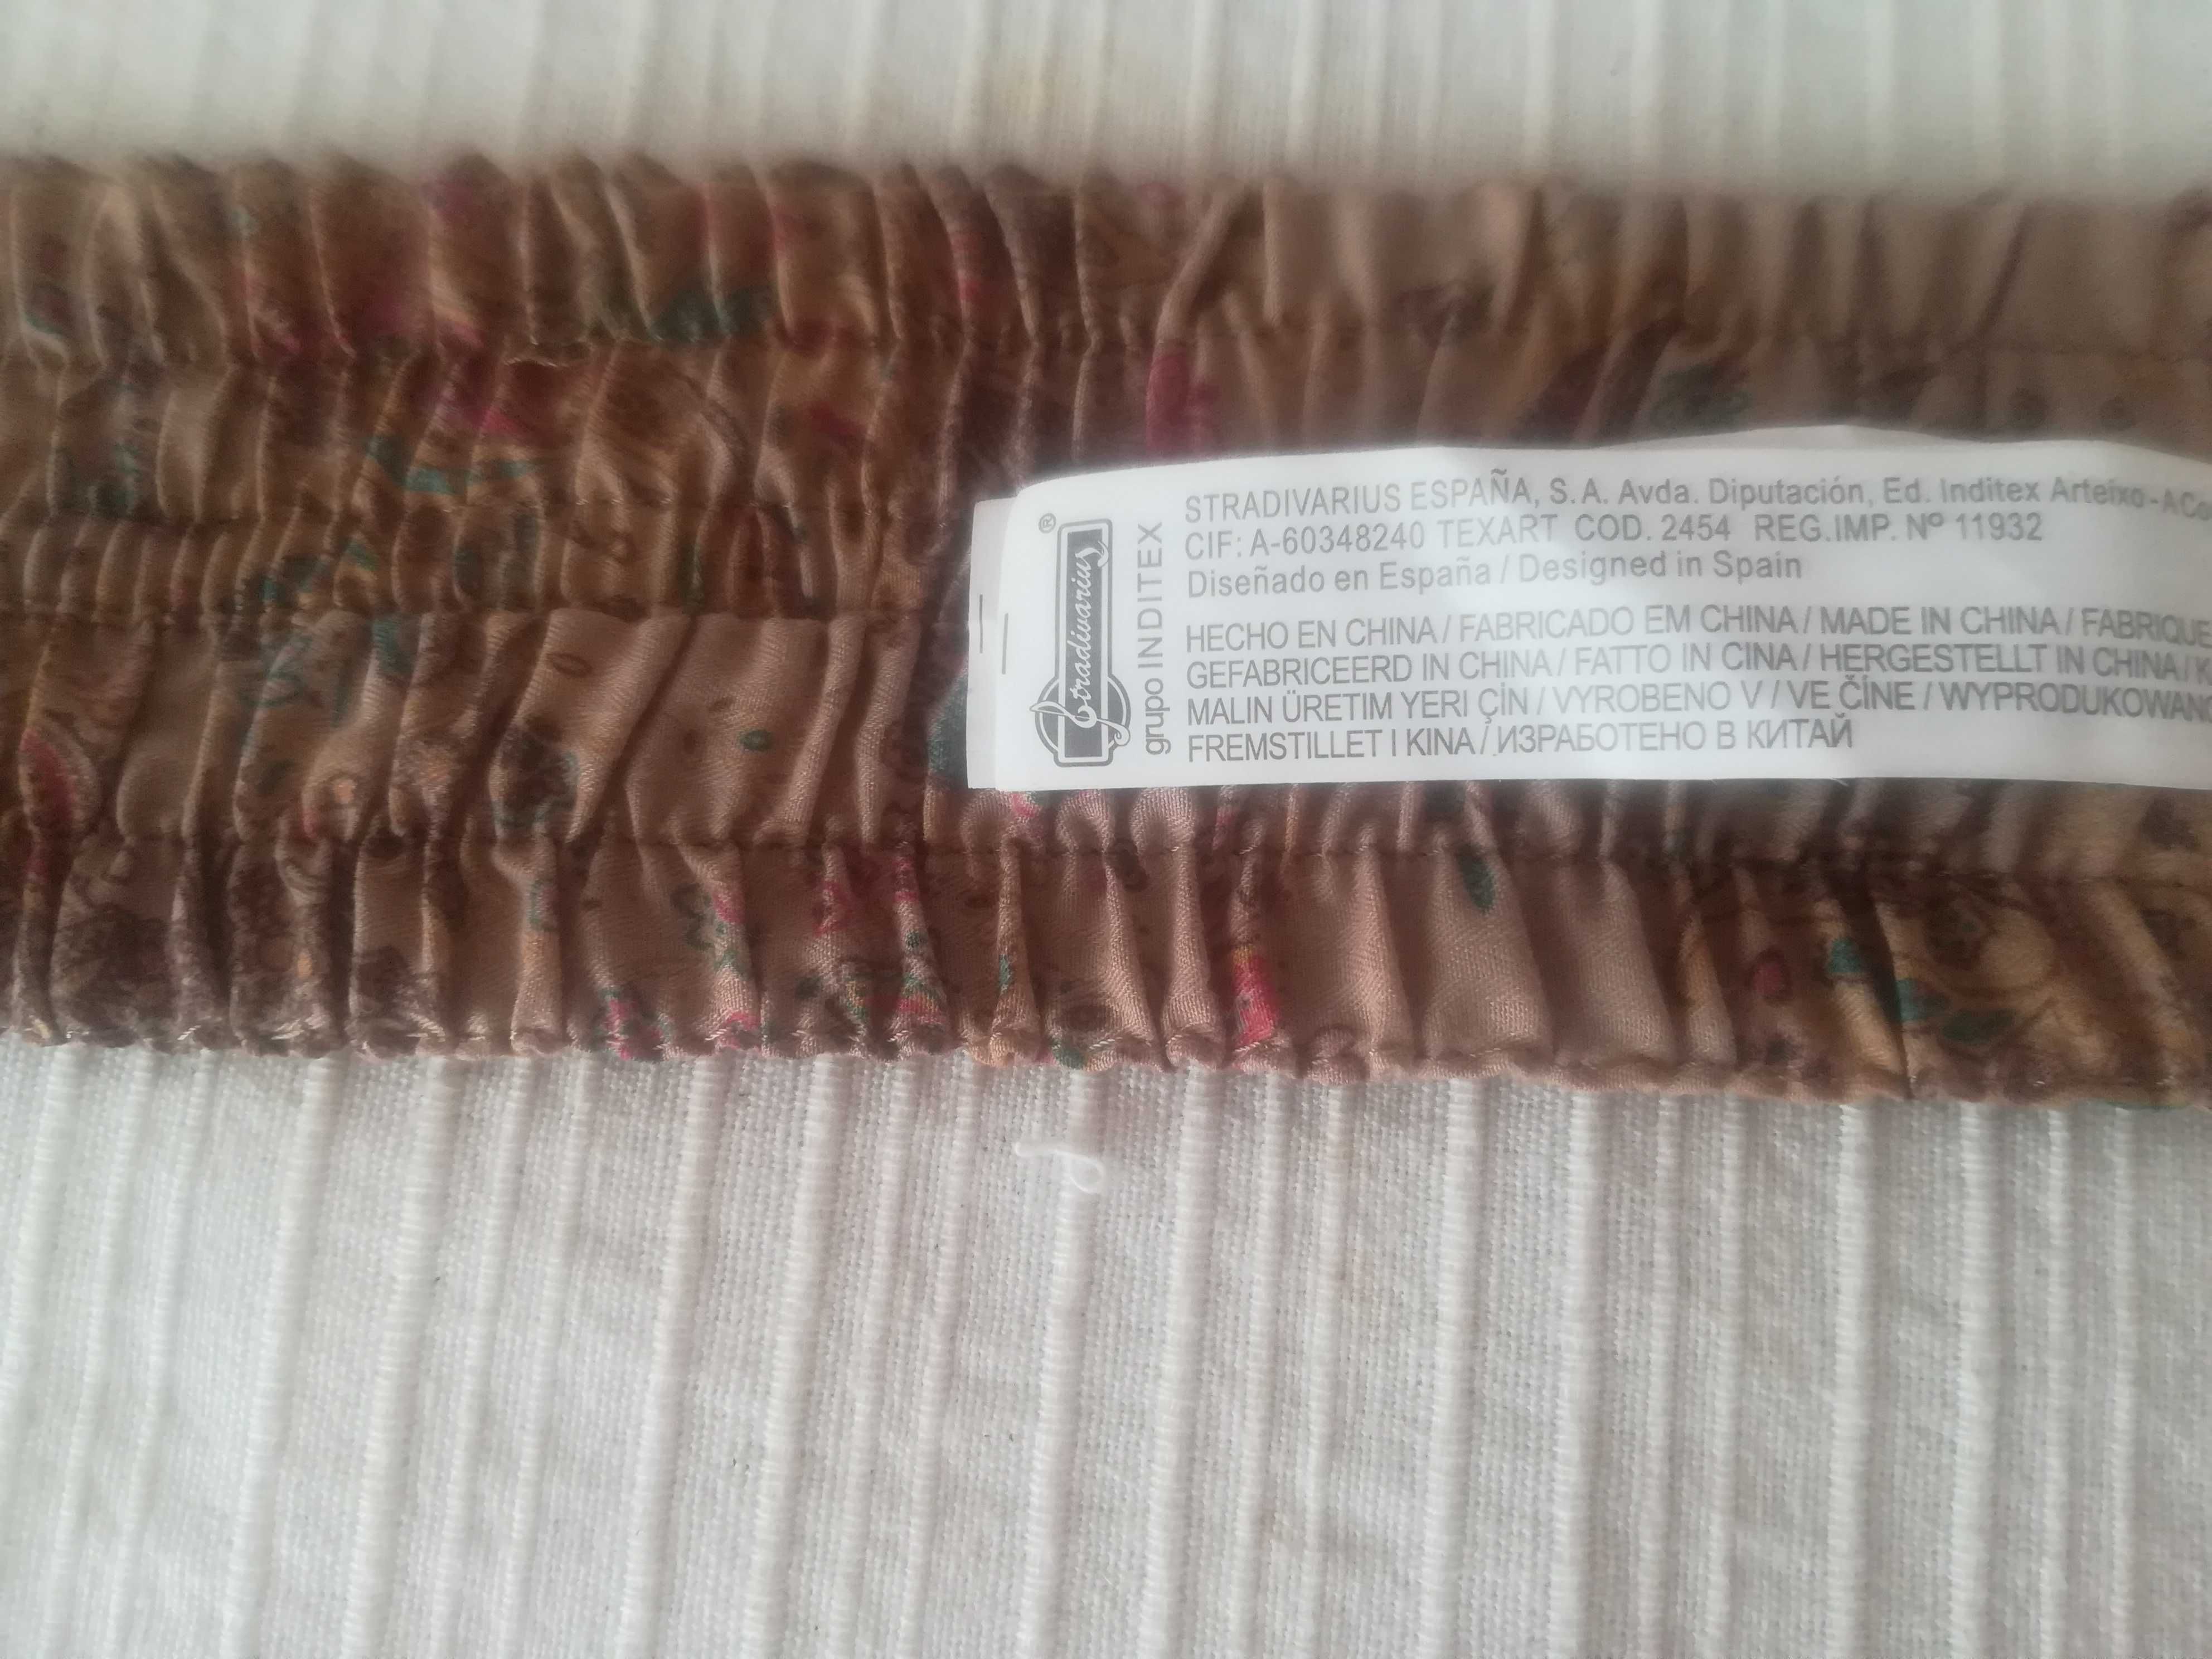 STRADIVARIUS ESPAÑA, S.A. Avda. Diputación, Ed. Inditex Arteixo - A
CIF: A-60348240 TEXART COD. 2454 REG.IMP. Nº 11932
Diseñado en España / Designed in Spain
HECHO EN CHINA / FABRICADO EM CHINA / MADE IN CHINA /
GEFABRICEERD IN CHINA / FATTO IN CINA / HERGESTELLT IN CHINA /
MALIN ÜRETIM YERI ÇİN / VYROBENO V / VE ČÍNE / WYPRODUKOWAN
FREMSTILLET I KINA / ИЗРАБОТЕНО В КИТАЙ
stradivarius ®
grupo INDITEX